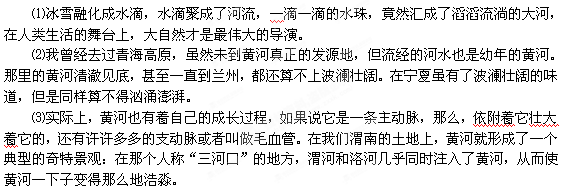 (1)冰雪融化成水滴，水滴聚成了河流，一滴一滴的水珠，竟然汇成了滔滔流淌的大河，
在人类生活的舞台上，大自然才是最伟大的导演。
(2)我曾经去过青海高原，虽然未到黄河真正的发源地，但流经的河水也是幼年的黄河。
那里的黄河清澈见底，甚至一直到兰州，都还算不上波澜壮阔。在宁夏虽有了波澜壮阔的味
道，但是同样算不得汹涌澎湃。
(3)实际上，黄河也有着自己的成长过程，如果说它是一条主动脉，那么，依附着它壮大
着它的，还有许许多多的支动脉或者叫做毛血管。在我们渭南的土地上，黄河就形成了一个
典型的奇特景观：在那个人称“三河口”的地方，渭河和洛河几乎同时注入了黄河，从而使
黄河一下子变得那么地浩淼。